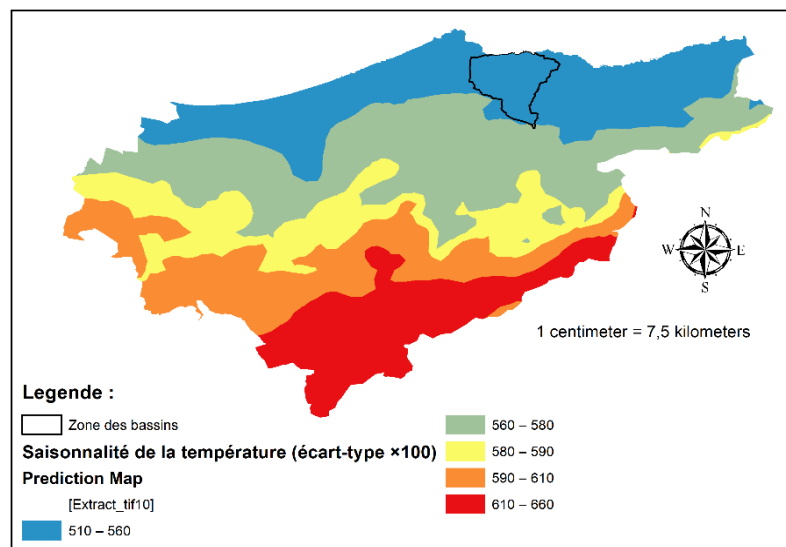 N
W E
S
1 centimeter = 7,5 kilometers
Legende :
Zone des bassins
Saisonnalité de la température (écart-type ×100)
Prediction Map
[Extract_tif10]
510 – 560
560 – 580
580 – 590
590 – 610
610 – 660